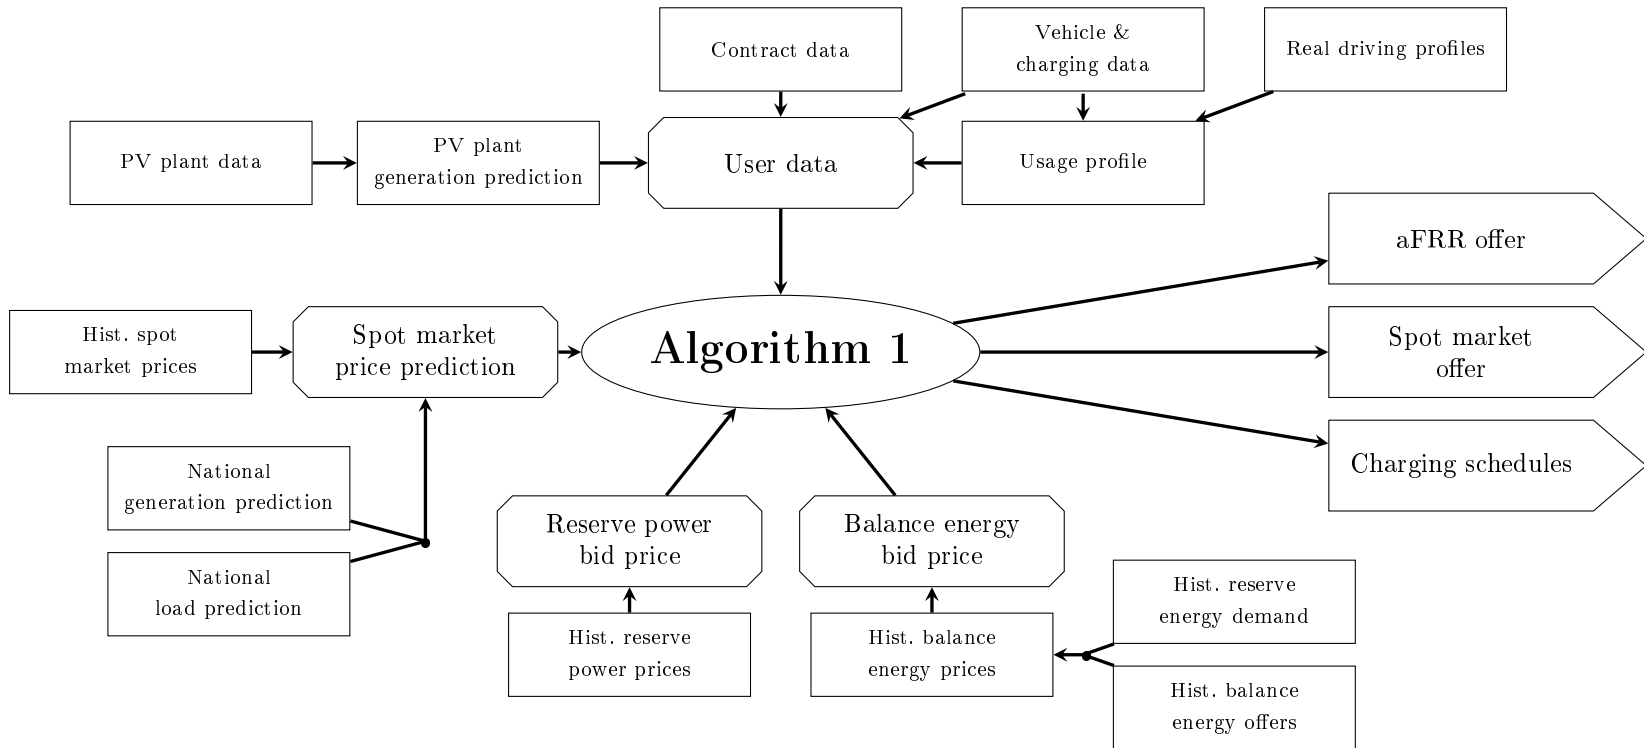 Contract data
Vehicle &
charging data
Real driving profiles
PV plant data
PV plant
generation prediction
User data
Usage profile
aFRR offer
Hist. spot
market prices
Spot market
price prediction
Algorithm 1
Spot market
offer
Charging schedules
National
generation prediction
National
load prediction
Reserve power
bid price
Balance energy
bid price
Hist. reserve
power prices
Hist. balance
energy prices
Hist. reserve
energy demand
Hist. balance
energy offers